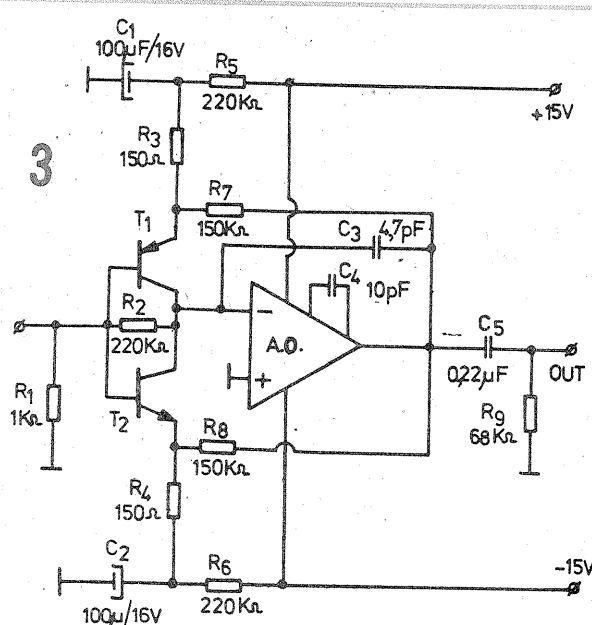 C1
100µF/16V
R5
220KΩ
+15V
R3
150Ω
3
R7
150KΩ
T1
C3
4,7pF
C4
10pF
R2
220KΩ
-
A.O.
+
C5
0,22µF
OUT
R1
1KΩ
T2
R8
150KΩ
R9
68KΩ
R4
150Ω
C2
100µ/16V
R6
220KΩ
-15V